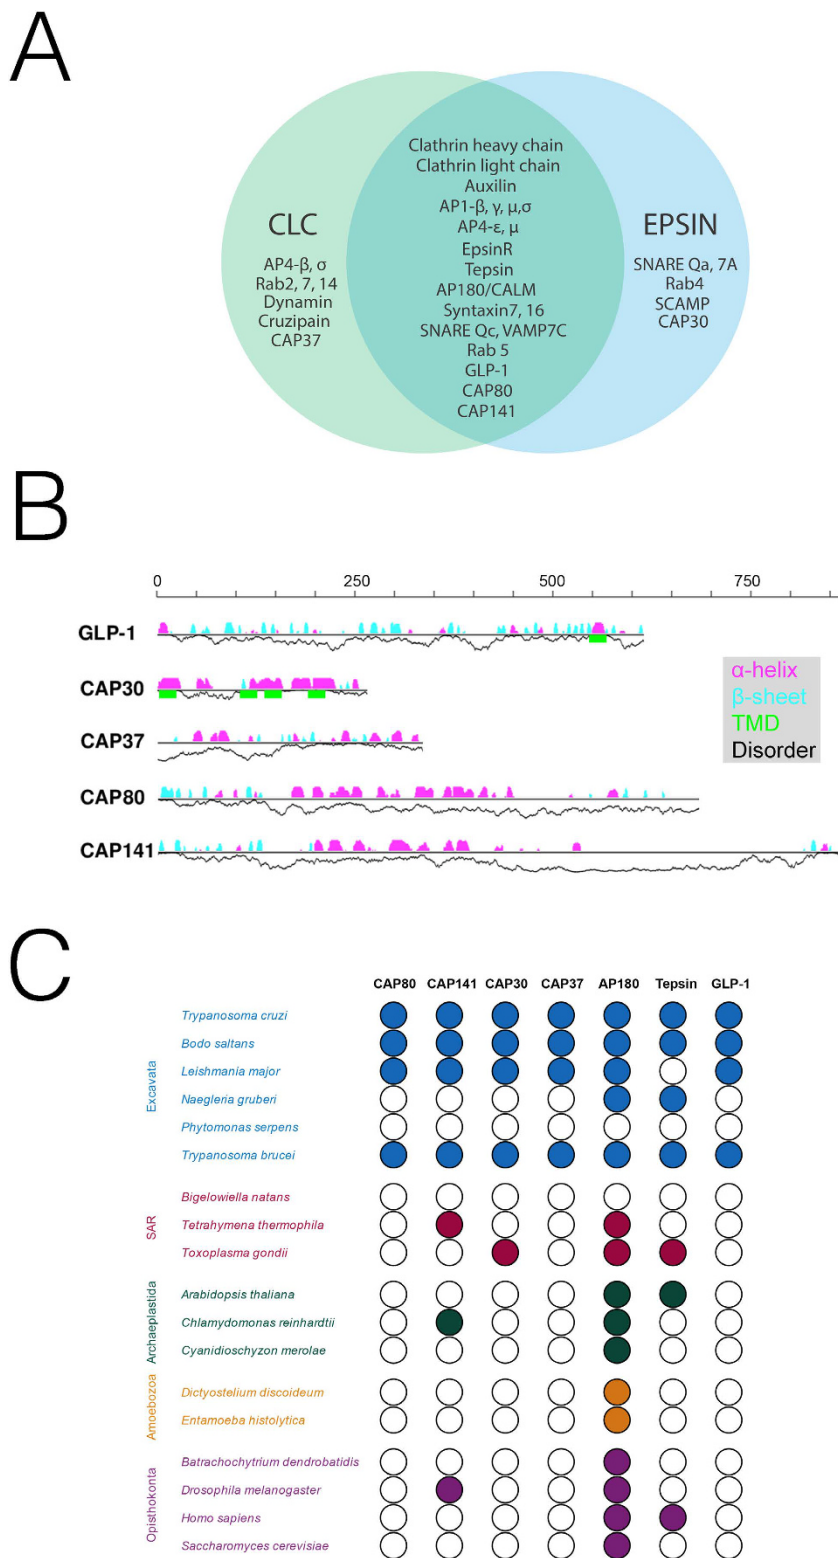 A
CLC
AP4-β, σ
Rab2, 7, 14
Dynamin
Cruzipain
CAP37
Clathrin heavy chain
Clathrin light chain
Auxilin
AP1-β, γ, μ,σ
AP4-ε, μ
EpsinR
Tepsin
AP180/CALM
Syntaxin7, 16
SNARE Qc, VAMP7C
Rab 5
GLP-1
CAP80
CAP141
EPSIN
SNARE Qa, 7A
Rab4
SCAMP
CAP30
B
0 250 500 750
GLP-1
CAP30
CAP37
CAP80
CAP141
α-helix
β-sheet
TMD
Disorder
C
CAP80 CAP141 CAP30 CAP37 AP180 Tepsin GLP-1
Excavata
Trypanosoma cruzi
Bodo saltans
Leishmania major
Naegleria gruberi
Phytomonas serpens
Trypanosoma brucei
SAR
Bigelowiella natans
Tetrahymena thermophila
Toxoplasma gondii
Archaeplastida
Arabidopsis thaliana
Chlamydomonas reinhardtii
Cyanidioschyzon merolae
Amoebozoa
Dictyostelium discoideum
Entamoeba histolytica
Opisthokonta
Batrachochytrium dendrobatidis
Drosophila melanogaster
Homo sapiens
Saccharomyces cerevisiae